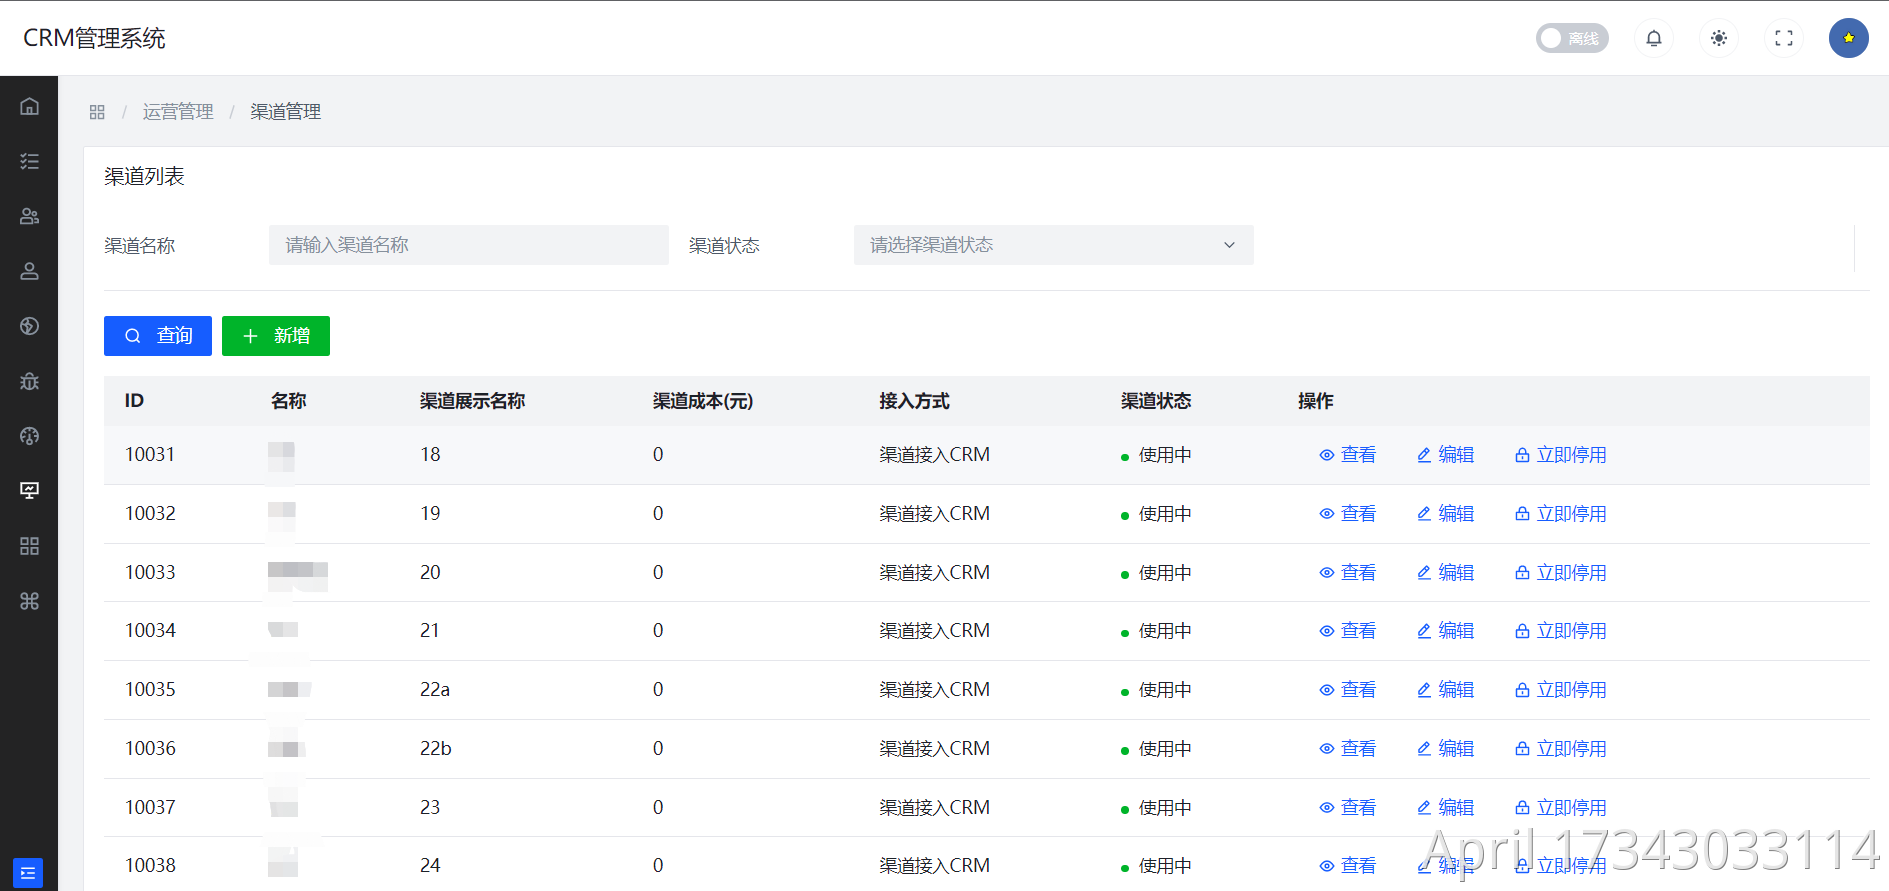 CRM管理系统
离线
/ 运营管理 / 渠道管理
渠道列表
渠道名称 请输入渠道名称 渠道状态 请选择渠道状态
查询 新增
ID 名称 渠道展示名称 渠道成本(元) 接入方式 渠道状态 操作
10031 18 0 渠道接入CRM 使用中 查看 编辑 立即停用
10032 19 0 渠道接入CRM 使用中 查看 编辑 立即停用
10033 20 0 渠道接入CRM 使用中 查看 编辑 立即停用
10034 21 0 渠道接入CRM 使用中 查看 编辑 立即停用
10035 22a 0 渠道接入CRM 使用中 查看 编辑 立即停用
10036 22b 0 渠道接入CRM 使用中 查看 编辑 立即停用
10037 23 0 渠道接入CRM 使用中 查看 编辑 立即停用
10038 24 0 渠道接入CRM 使用中 查看 编辑 立即停用
April 17343033114